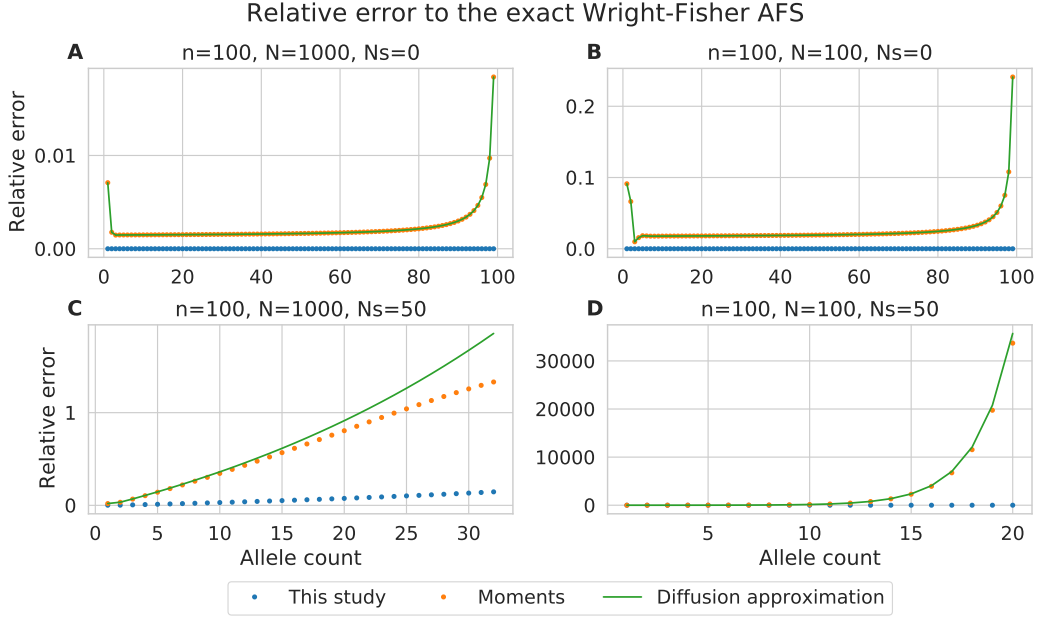 Relative error to the exact Wright-Fisher AFS
A n=100, N=1000, Ns=0
Relative error
0.01
0.00
0 20 40 60 80 100
B n=100, N=100, Ns=0
0.2
0.1
0.0
0 20 40 60 80 100
C n=100, N=1000, Ns=50
Relative error
1
0
0 5 10 15 20 25 30
Allele count
D n=100, N=100, Ns=50
30000
20000
10000
0
5 10 15 20
Allele count
This study Moments Diffusion approximation